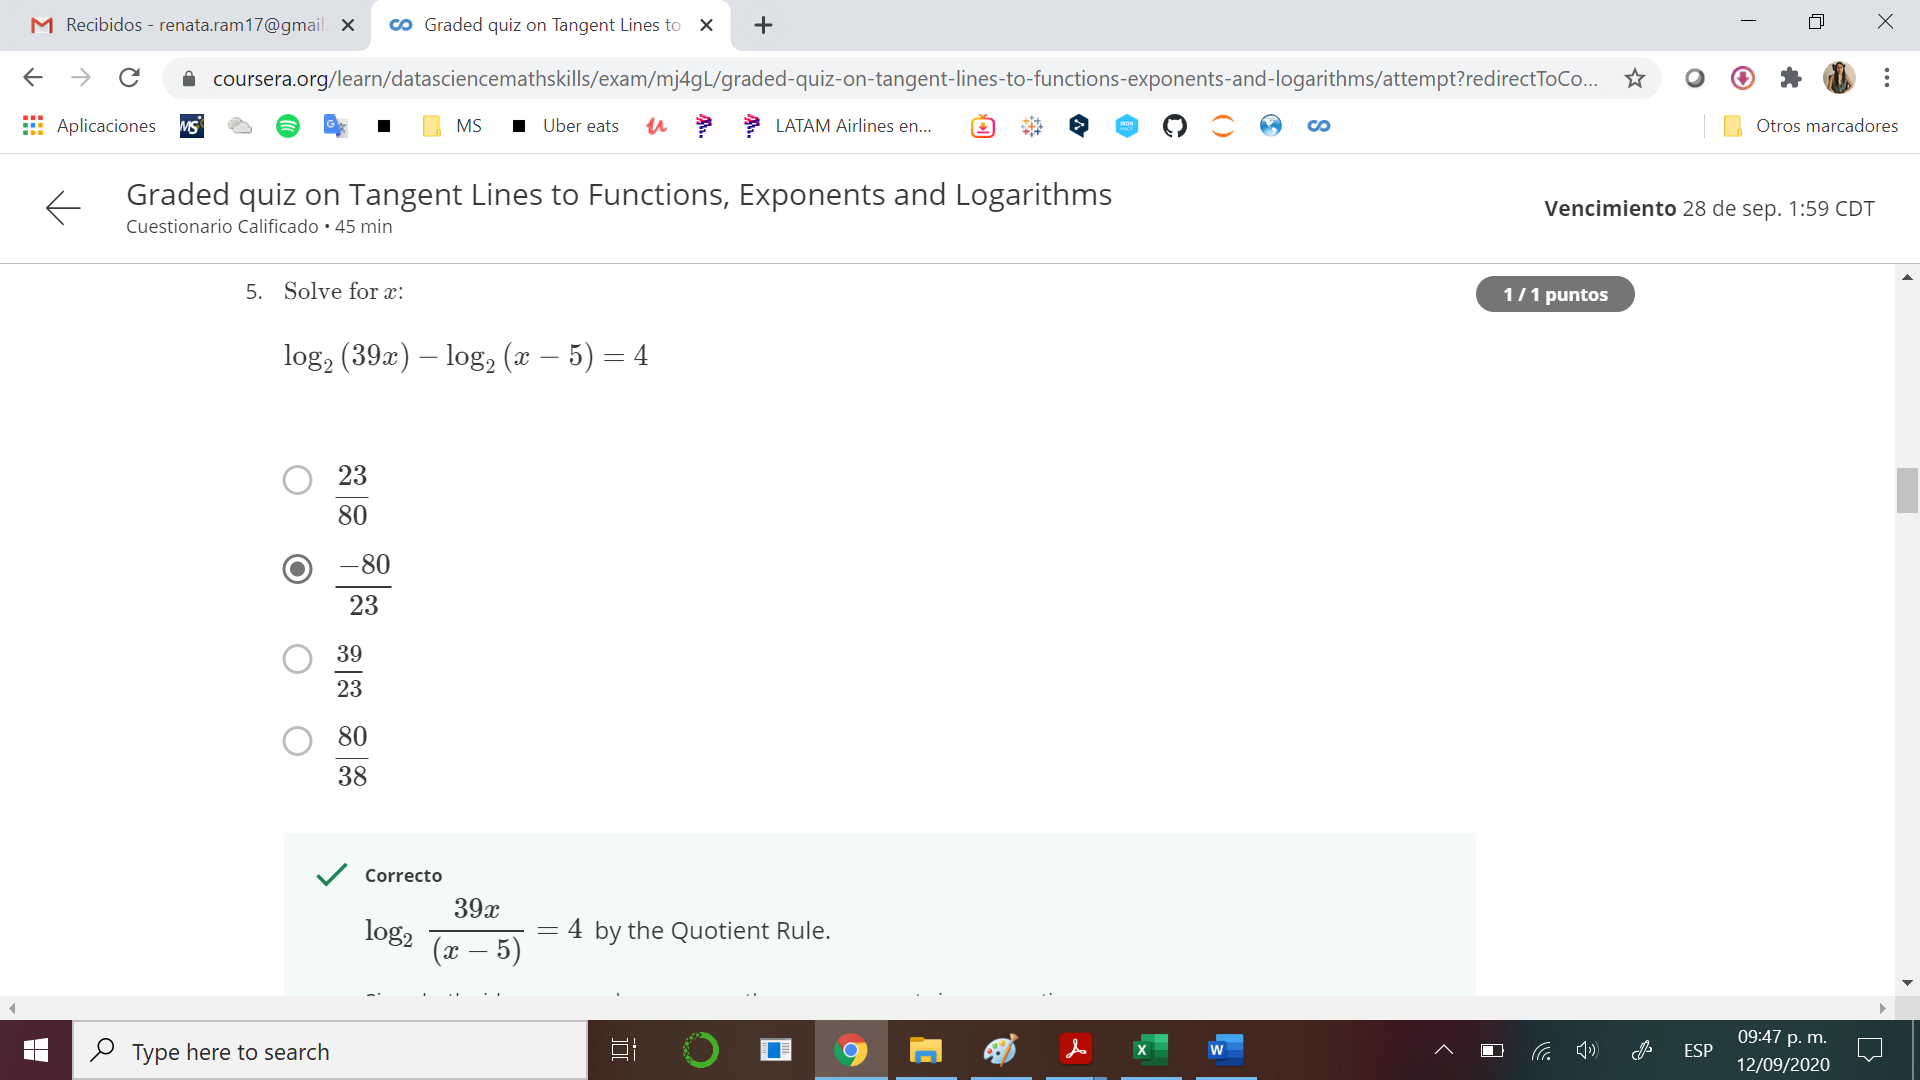 Recibidos - renata.ram17@gmail.
Graded quiz on Tangent Lines to
coursera.org/learn/datasciencemathskills/exam/mj4gL/graded-quiz-on-tangent-lines-to-functions-exponents-and-logarithms/attempt?redirectToCo...
Aplicaciones MS MS Uber eats LATAM Airlines en... Otros marcadores
Graded quiz on Tangent Lines to Functions, Exponents and Logarithms
Cuestionario Calificado • 45 min
Vencimiento 28 de sep. 1:59 CDT
5. Solve for x:
1 / 1 puntos
log₂ (39x) − log₂ (x − 5) = 4
23
80
−80
23
39
23
80
38
Correcto
log₂ 39x/(x − 5) = 4 by the Quotient Rule.
Type here to search
ESP
09:47 p. m.
12/09/2020